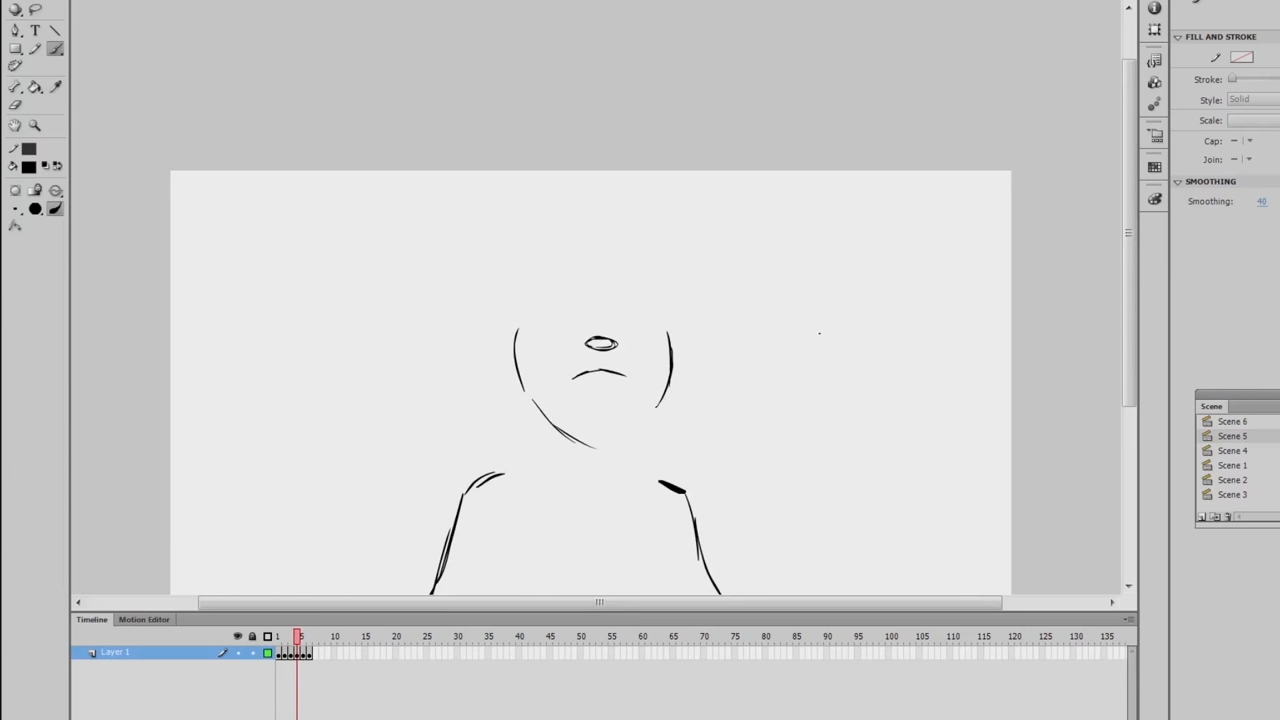 T
FILL AND STROKE
Stroke:
Style: Solid
Scale:
Cap:
Join:
SMOOTHING
Smoothing: 40
Scene
Scene 6
Scene 5
Scene 4
Scene 1
Scene 2
Scene 3
Timeline Motion Editor
1 5 10 15 20 25 30 35 40 45 50 55 60 65 70 75 80 85 90 95 100 105 110 115 120 125 130 135
Layer 1